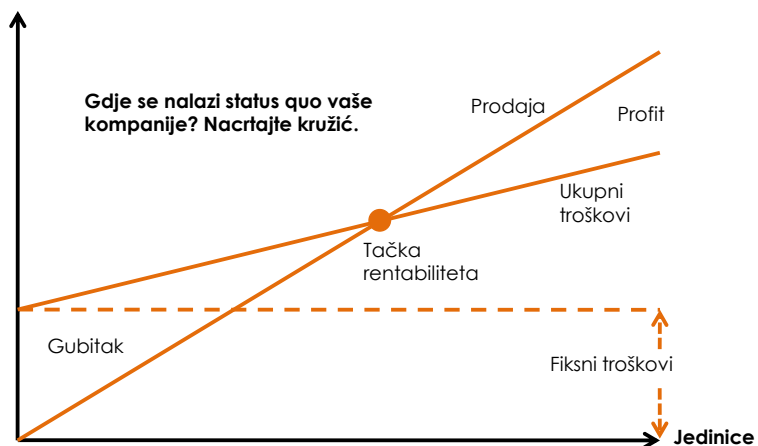 Gdje se nalazi status quo vaše
kompanije? Nacrtajte kružić.
Prodaja
Profit
Ukupni
troškovi
Tačka
rentabiliteta
Gubitak
Fiksni troškovi
Jedinice